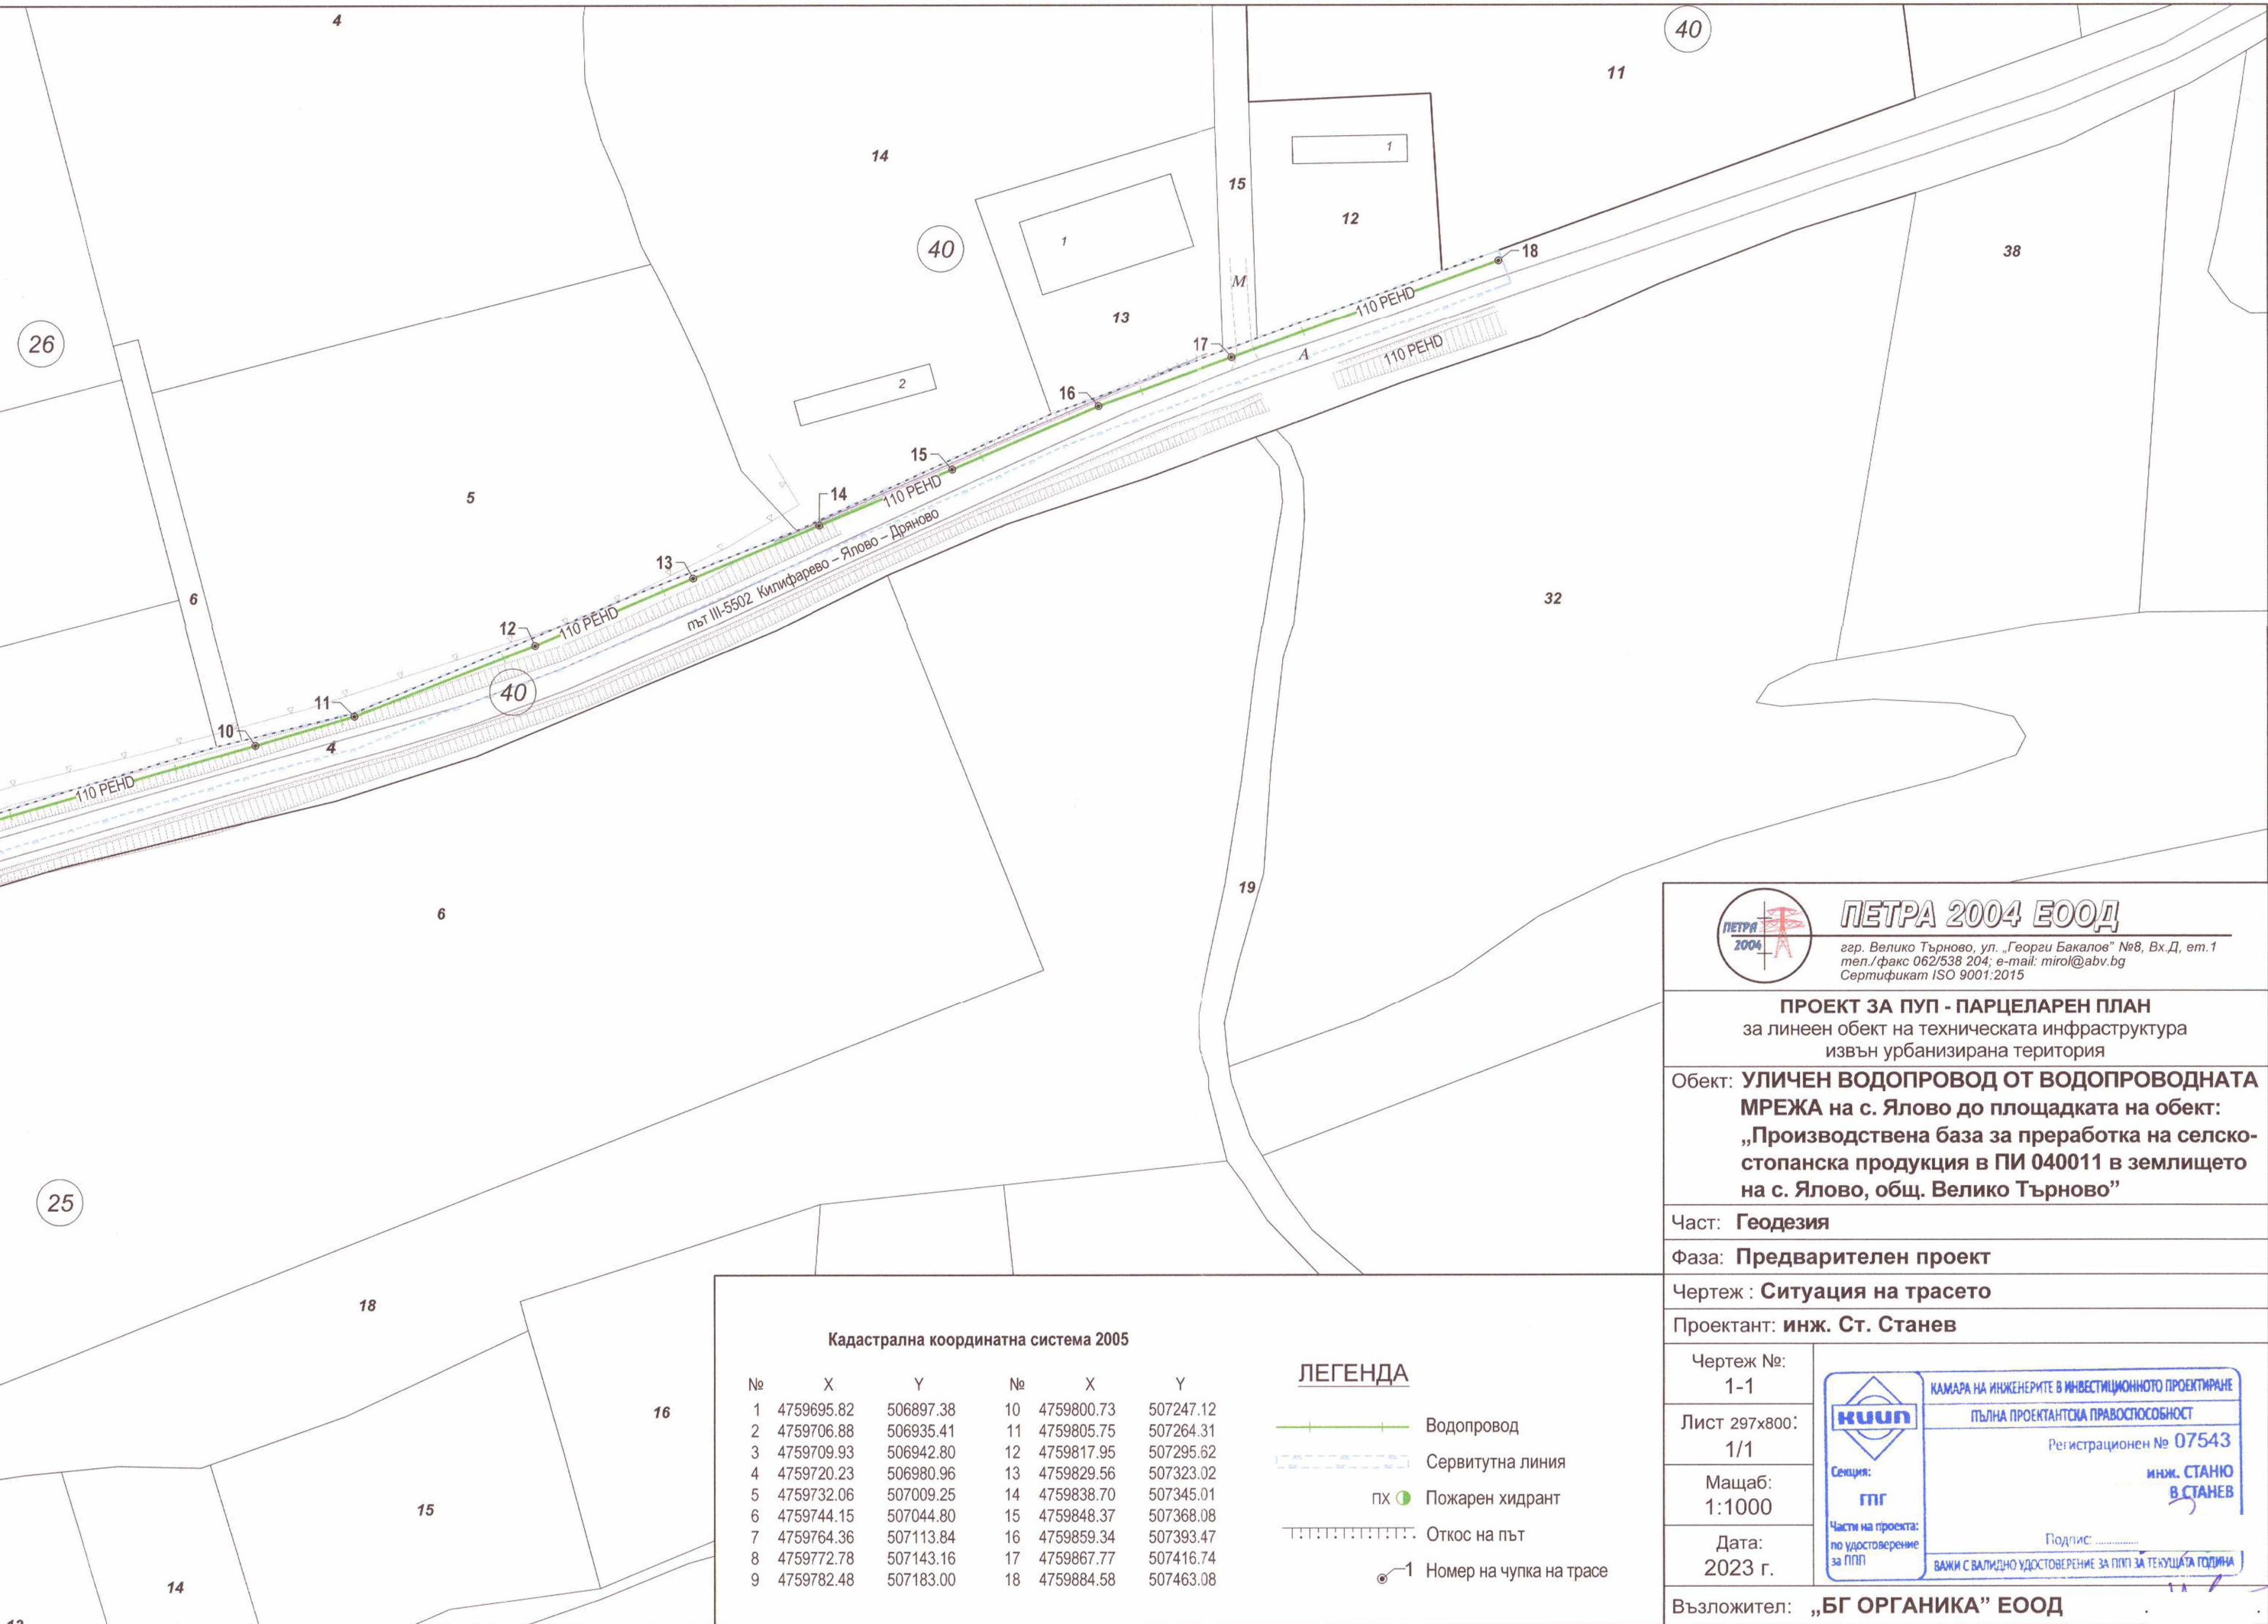 4
40
11
14
1
15
12
40
1
38
18
M
110 PEHD
13
26
17
A
110 PEHD
2
16
15
110 PEHD
14
5
13
път III-5502 Килифарево – Ялово – Дряново
6
32
12
110 PEHD
40
11
10
4
110 PEHD
19
6
25
18
16
15
14
ПЕТРА 2004
ПЕТРА 2004 ЕООД
ггр. Велико Търново, ул. „Георги Бакалов” №8, Вх.Д, ет.1
тел./факс 062/538 204; e-mail: mirol@abv.bg
Сертификат ISO 9001:2015
ПРОЕКТ ЗА ПУП - ПАРЦЕЛАРЕН ПЛАН
за линеен обект на техническата инфраструктура
извън урбанизирана територия
Обект: УЛИЧЕН ВОДОПРОВОД ОТ ВОДОПРОВОДНАТА
МРЕЖА на с. Ялово до площадката на обект:
„Производствена база за преработка на селско-
стопанска продукция в ПИ 040011 в землището
на с. Ялово, общ. Велико Търново”
Част: Геодезия
Фаза: Предварителен проект
Чертеж : Ситуация на трасето
Проектант: инж. Ст. Станев
Чертеж №:
1-1
Лист 297x800:
1/1
Мащаб:
1:1000
Дата:
2023 г.
КИИП
КАМАРА НА ИНЖЕНЕРИТЕ В ИНВЕСТИЦИОННОТО ПРОЕКТИРАНЕ
ПЪЛНА ПРОЕКТАНТСКА ПРАВОСПОСОБНОСТ
Регистрационен № 07543
Секция:
ГПГ
инж. СТАНЮ
В.СТАНЕВ
Части на проекта:
по удостоверение
за ППП
Подпис: ..............
ВАЖИ С ВАЛИДНО УДОСТОВЕРЕНИЕ ЗА ППП ЗА ТЕКУЩАТА ГОДИНА
Възложител: „БГ ОРГАНИКА” ЕООД
Кадастрална координатна система 2005
№ X Y № X Y
1 4759695.82 506897.38 10 4759800.73 507247.12
2 4759706.88 506935.41 11 4759805.75 507264.31
3 4759709.93 506942.80 12 4759817.95 507295.62
4 4759720.23 506980.96 13 4759829.56 507323.02
5 4759732.06 507009.25 14 4759838.70 507345.01
6 4759744.15 507044.80 15 4759848.37 507368.08
7 4759764.36 507113.84 16 4759859.34 507393.47
8 4759772.78 507143.16 17 4759867.77 507416.74
9 4759782.48 507183.00 18 4759884.58 507463.08
ЛЕГЕНДА
Водопровод
Сервитутна линия
ПХ Пожарен хидрант
Откос на път
1 Номер на чупка на трасе